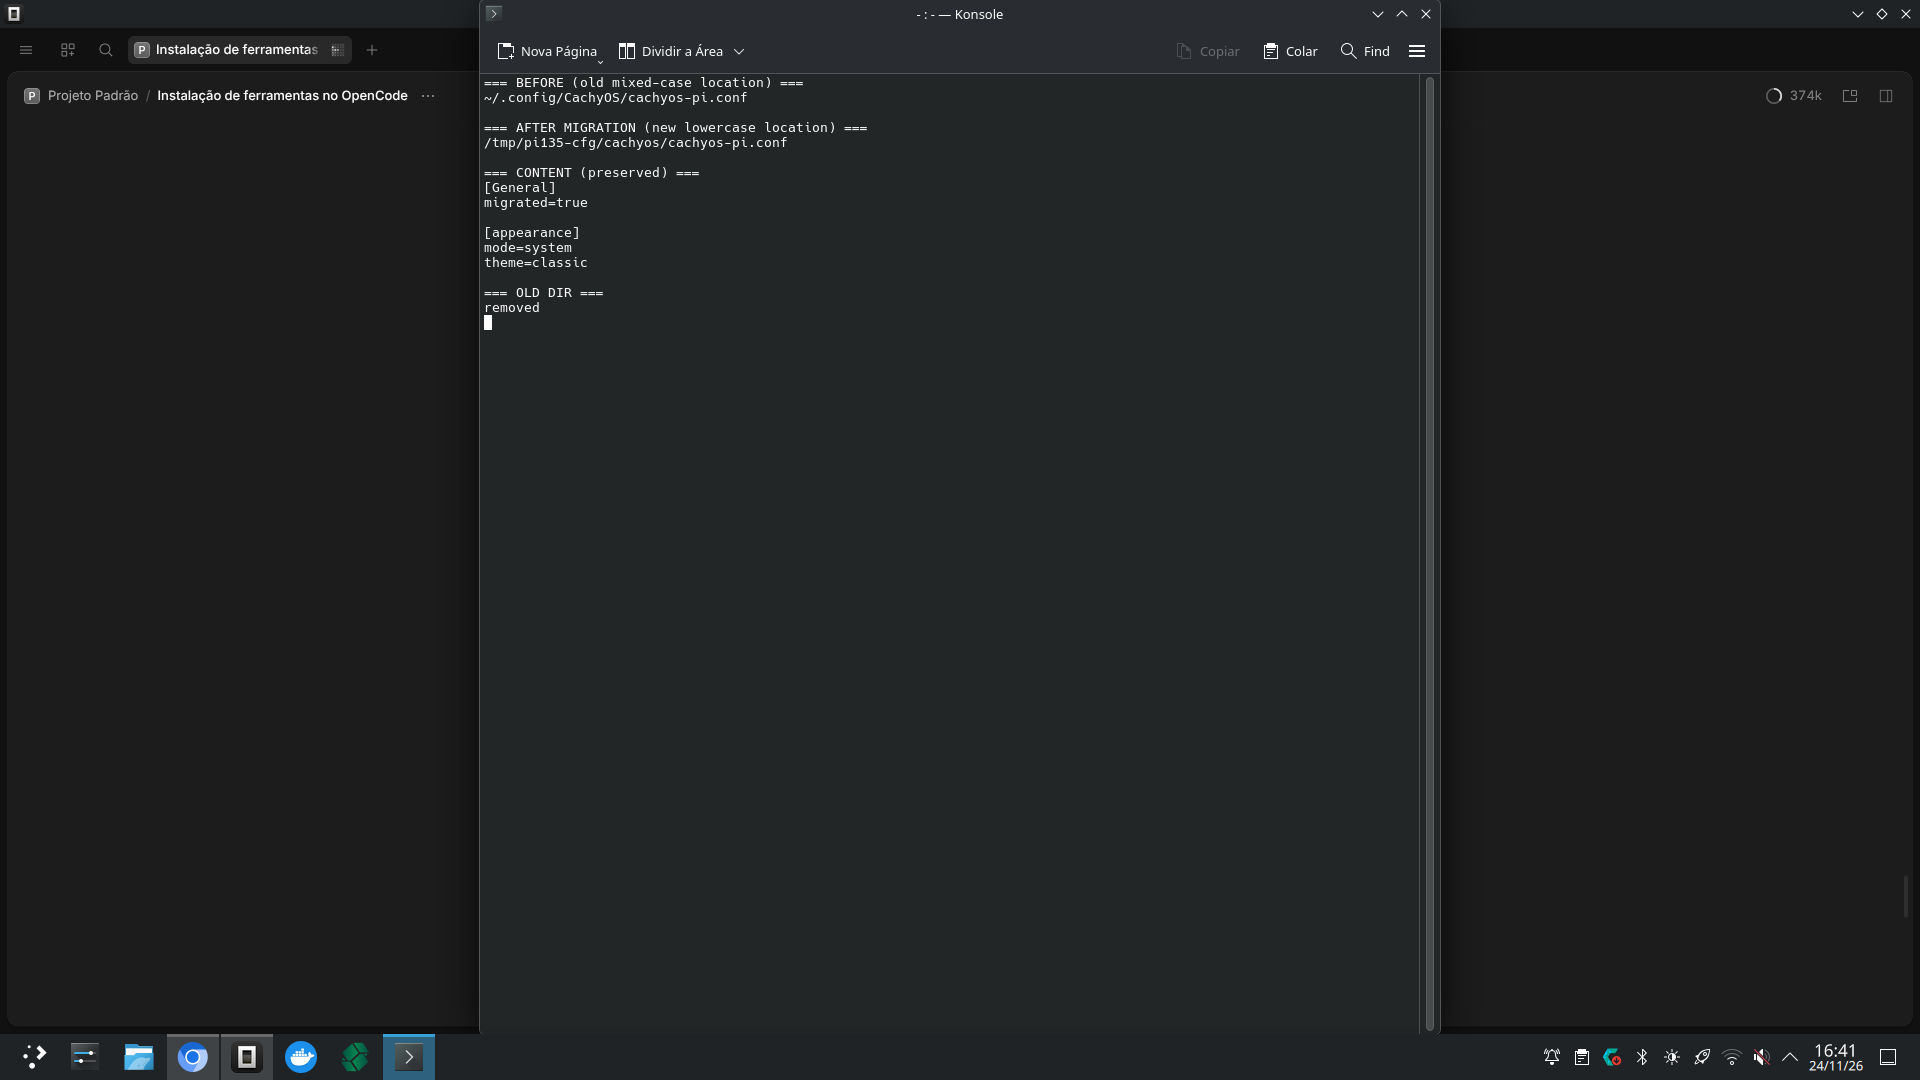 - : - — Konsole
P Instalação de ferramentas
Nova Página
Dividir a Área
Copiar
Colar
Find
P Projeto Padrão / Instalação de ferramentas no OpenCode ...
374k
=== BEFORE (old mixed-case location) ===
~/.config/CachyOS/cachyos-pi.conf
=== AFTER MIGRATION (new lowercase location) ===
/tmp/pi135-cfg/cachyos/cachyos-pi.conf
=== CONTENT (preserved) ===
[General]
migrated=true
[appearance]
mode=system
theme=classic
=== OLD DIR ===
removed
16:41
24/11/26